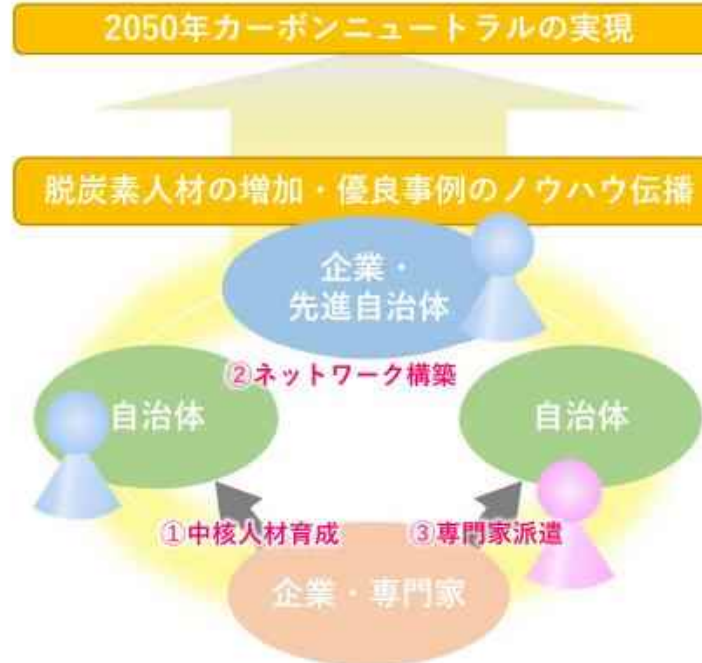 2050年カーボンニュートラルの実現
脱炭素人材の増加・優良事例のノウハウ伝播
企業・
先進自治体
②ネットワーク構築
自治体
自治体
①中核人材育成
③専門家派遣
企業・専門家